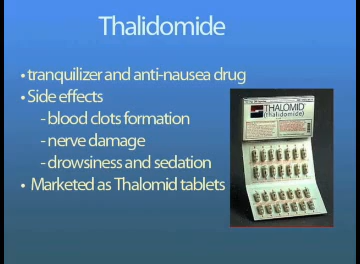 Thalidomide
• tranquilizer and anti-nausea drug
• Side effects
- blood clots formation
- nerve damage
- drowsiness and sedation
• Marketed as Thalomid tablets
THALOMID
(thalidomide)